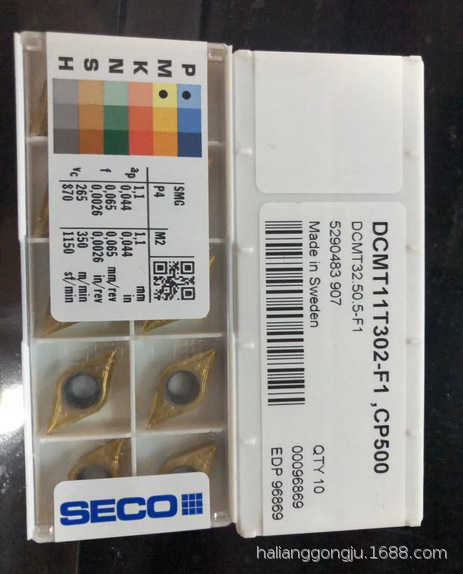 P
M
K
N
S
H
SMG
P4 M2
ap 1,1 1,1 mm
0,044 0,044 in
f 0,065 0,065 mm/rev
0,0026 0,0026 in/rev
vc 265 350 m/min
870 1150 sf/min
SECO
DCMT11T302-F1 ,CP500
DCMT32.50.5-F1
5290483 907
Made in Sweden
QTY 10
00096869
EDP 96869
halianggongju.1688.com